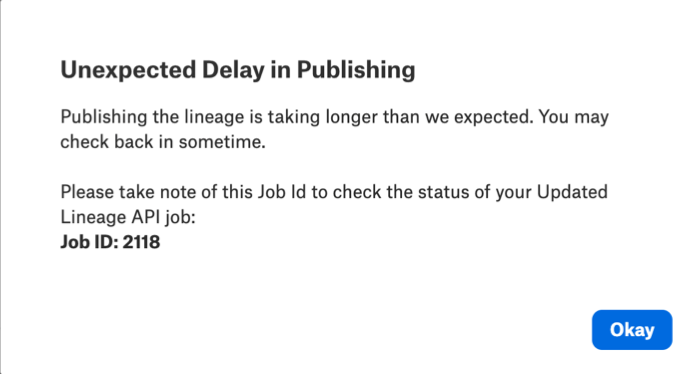 Unexpected Delay in Publishing
Publishing the lineage is taking longer than we expected. You may
check back in sometime.
Please take note of this Job Id to check the status of your Updated
Lineage API job:
Job ID: 2118
Okay